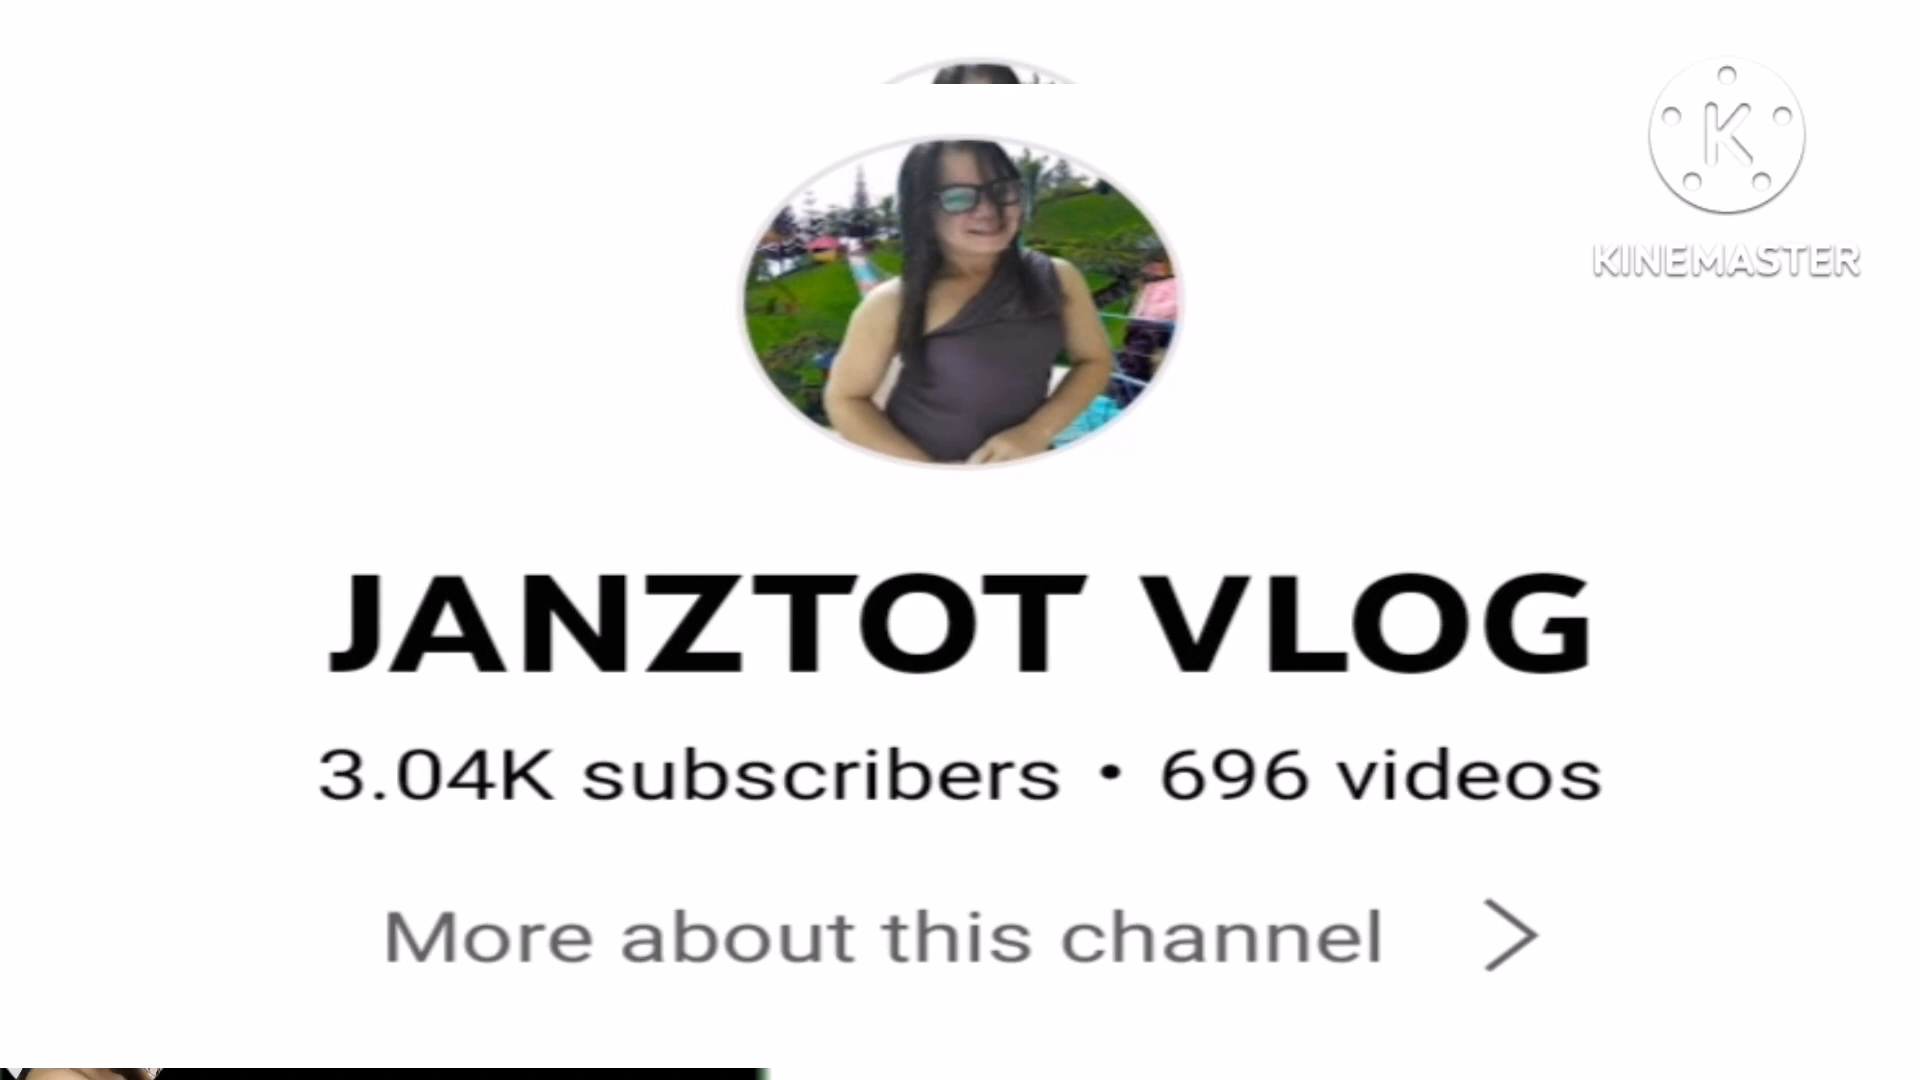 K
KINEMASTER
JANZTOT VLOG
3.04K subscribers • 696 videos
More about this channel